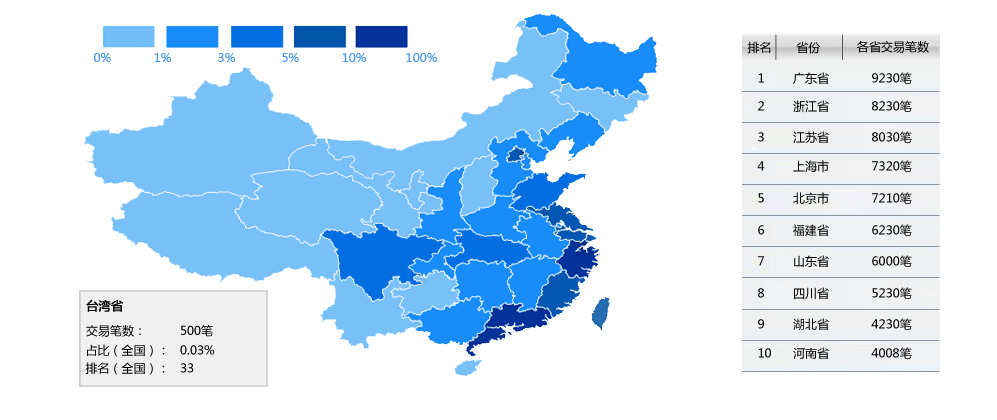 0% 1% 3% 5% 10% 100%
排名 省份 各省交易笔数
1 广东省 9230笔
2 浙江省 8230笔
3 江苏省 8030笔
4 上海市 7320笔
5 北京市 7210笔
6 福建省 6230笔
7 山东省 6000笔
8 四川省 5230笔
9 湖北省 4230笔
10 河南省 4008笔
台湾省
交易笔数： 500笔
占比（全国）： 0.03%
排名（全国）： 33